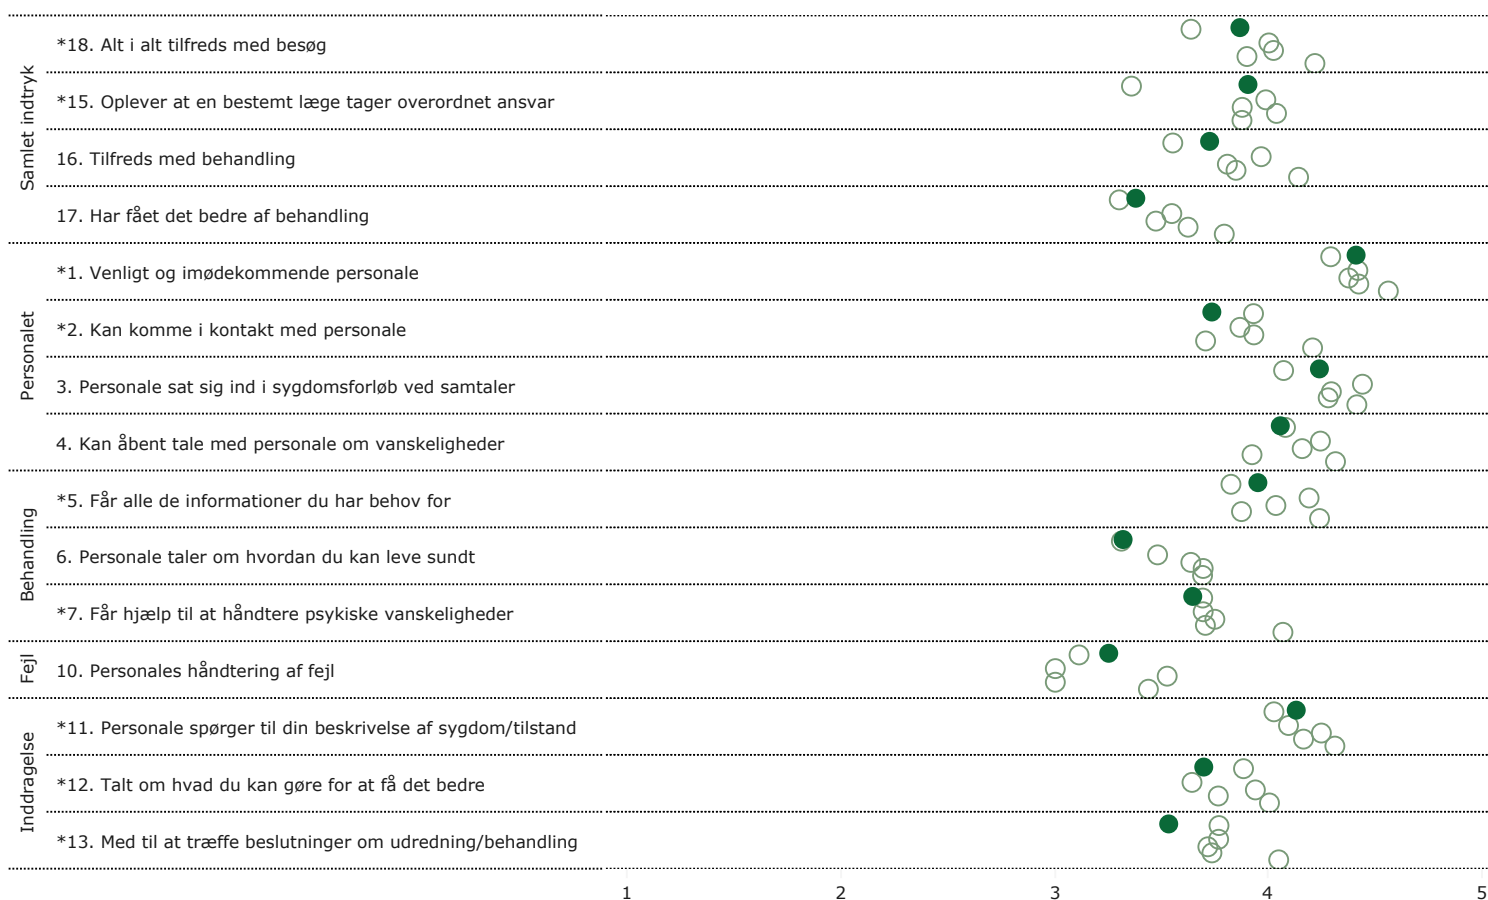 Samlet indtryk
*18. Alt i alt tilfreds med besøg
*15. Oplever at en bestemt læge tager overordnet ansvar
16. Tilfreds med behandling
17. Har fået det bedre af behandling
Personalet
*1. Venligt og imødekommende personale
*2. Kan komme i kontakt med personale
3. Personale sat sig ind i sygdomsforløb ved samtaler
4. Kan åbent tale med personale om vanskeligheder
Behandling
*5. Får alle de informationer du har behov for
6. Personale taler om hvordan du kan leve sundt
*7. Får hjælp til at håndtere psykiske vanskeligheder
Fejl
10. Personales håndtering af fejl
Inddragelse
*11. Personale spørger til din beskrivelse af sygdom/tilstand
*12. Talt om hvad du kan gøre for at få det bedre
*13. Med til at træffe beslutninger om udredning/behandling
1 2 3 4 5